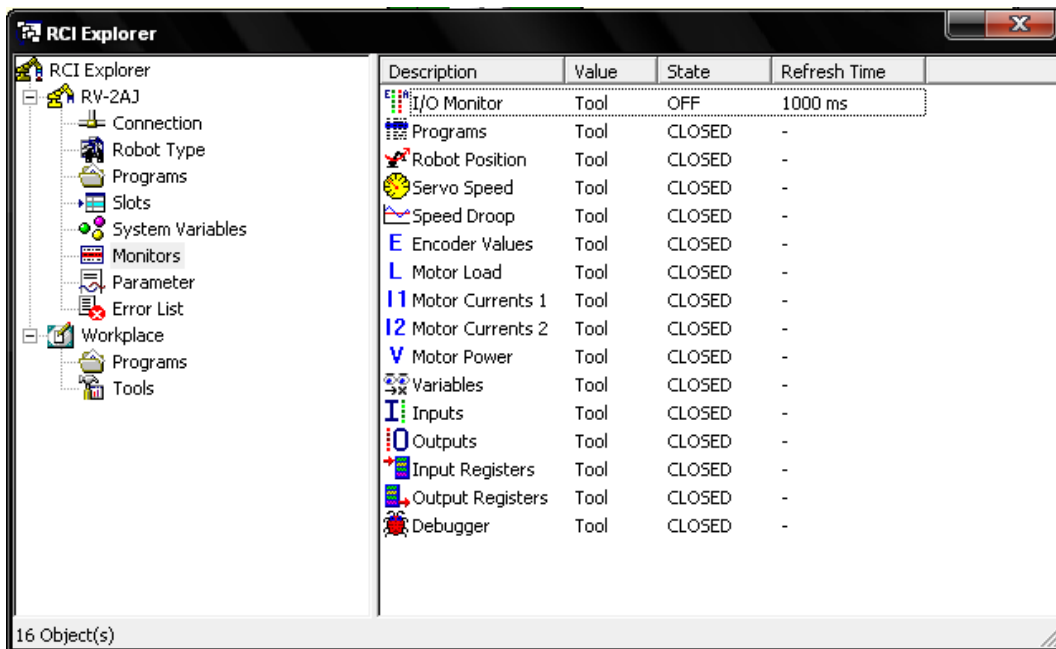 RCI Explorer
RCI Explorer
RV-2AJ
Connection
Robot Type
Programs
Slots
System Variables
Monitors
Parameter
Error List
Workplace
Programs
Tools
Description Value State Refresh Time
I/O Monitor Tool OFF 1000 ms
Programs Tool CLOSED -
Robot Position Tool CLOSED -
Servo Speed Tool CLOSED -
Speed Droop Tool CLOSED -
E Encoder Values Tool CLOSED -
L Motor Load Tool CLOSED -
I1 Motor Currents 1 Tool CLOSED -
I2 Motor Currents 2 Tool CLOSED -
V Motor Power Tool CLOSED -
Variables Tool CLOSED -
I Inputs Tool CLOSED -
O Outputs Tool CLOSED -
Input Registers Tool CLOSED -
Output Registers Tool CLOSED -
Debugger Tool CLOSED -
16 Object(s)